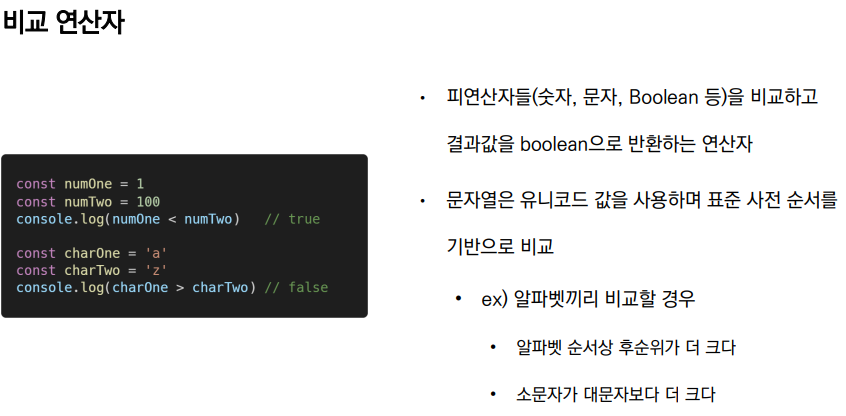 비교 연산자
const numOne = 1
const numTwo = 100
console.log(numOne < numTwo)   // true
const charOne = 'a'
const charTwo = 'z'
console.log(charOne > charTwo) // false
• 피연산자들(숫자, 문자, Boolean 등)을 비교하고
결과값을 boolean으로 반환하는 연산자
• 문자열은 유니코드 값을 사용하며 표준 사전 순서를
기반으로 비교
• ex) 알파벳끼리 비교할 경우
• 알파벳 순서상 후순위가 더 크다
• 소문자가 대문자보다 더 크다